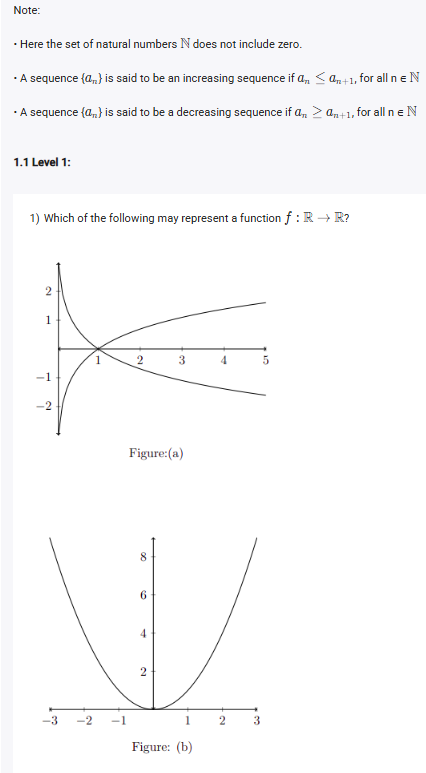 Note:
· Here the set of natural numbers ℕ does not include zero.
· A sequence {aₙ} is said to be an increasing sequence if aₙ ≤ aₙ₊₁, for all n ϵ ℕ
· A sequence {aₙ} is said to be a decreasing sequence if aₙ ≥ aₙ₊₁, for all n ϵ ℕ
1.1 Level 1:
1) Which of the following may represent a function f : ℝ → ℝ?
2
1
1 2 3 4 5
−1
−2
Figure:(a)
8
6
4
2
−3 −2 −1 1 2 3
Figure: (b)